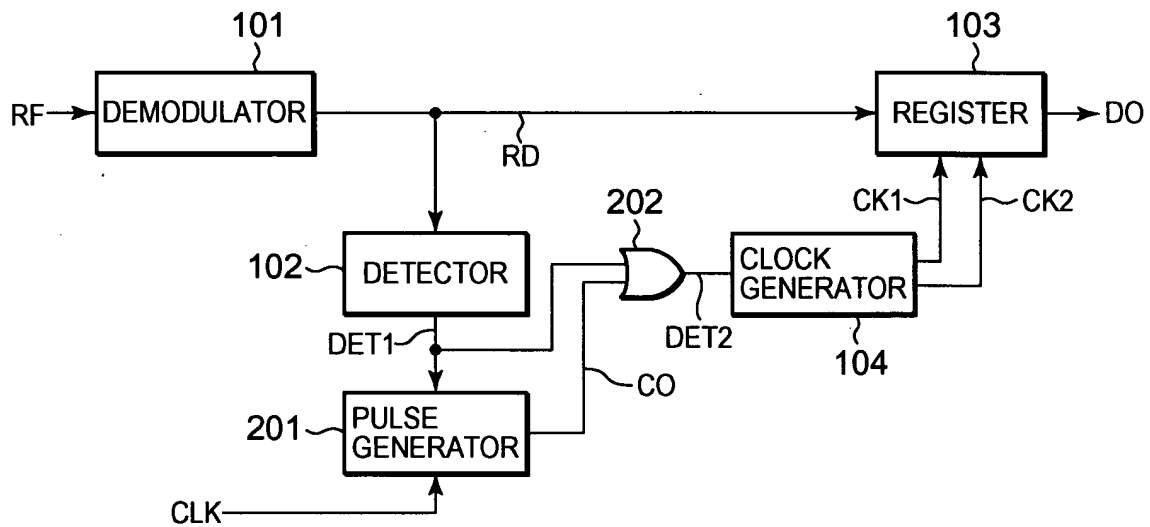 101
103
RF
DEMODULATOR
REGISTER
DO
RD
CK1
CK2
202
102
DETECTOR
CLOCK
GENERATOR
DET1
DET2
104
CO
201
PULSE
GENERATOR
CLK